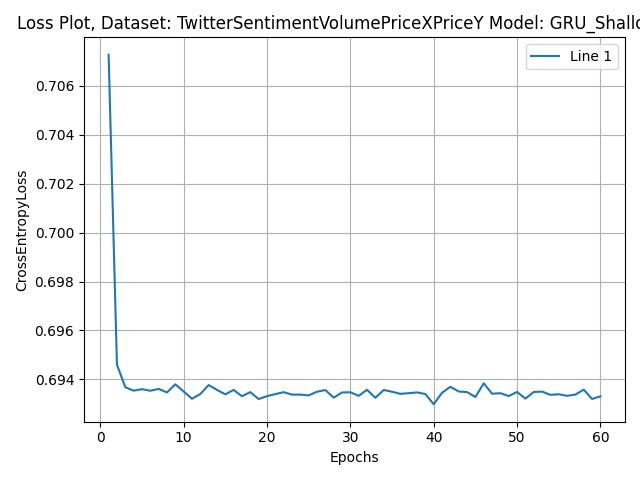 Loss Plot, Dataset: TwitterSentimentVolumePriceXPriceY Model: GRU_Shallo
Line 1
0.706
0.704
0.702
0.700
0.698
0.696
0.694
CrossEntropyLoss
0 10 20 30 40 50 60
Epochs